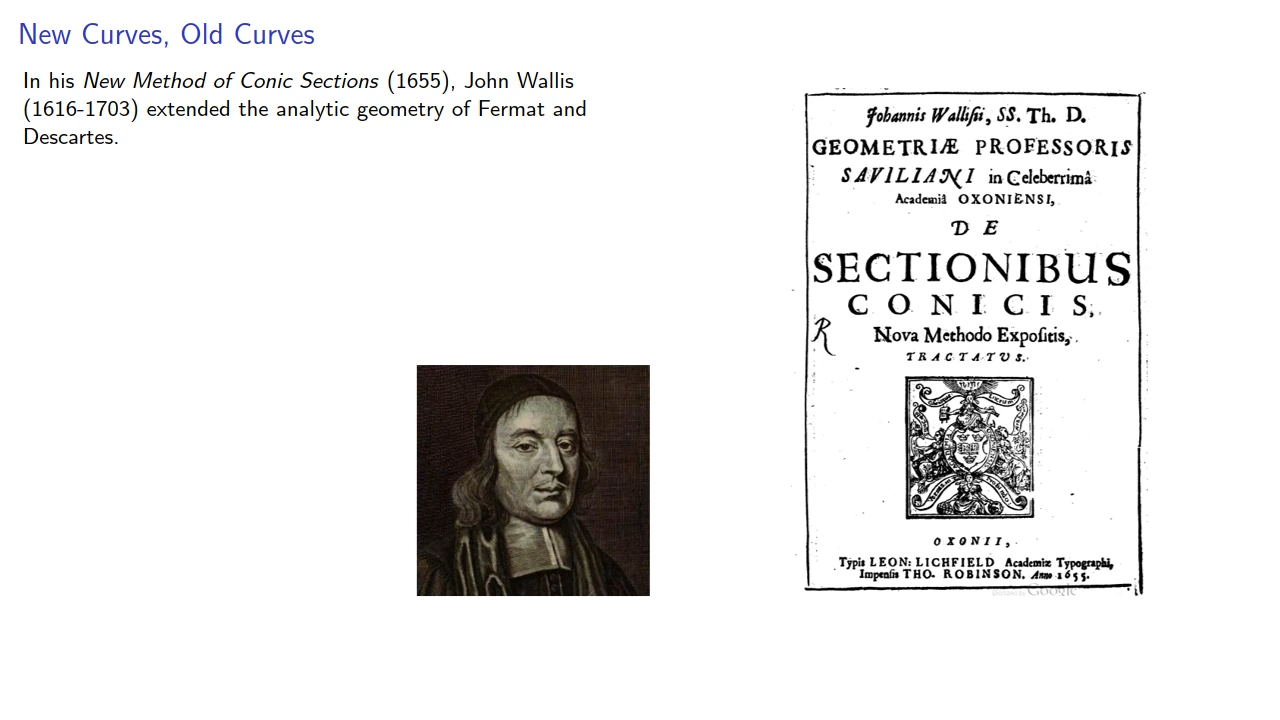 New Curves, Old Curves
In his New Method of Conic Sections (1655), John Wallis
(1616-1703) extended the analytic geometry of Fermat and
Descartes.
Johannis Wallisii, SS. Th. D.
GEOMETRIÆ PROFESSORIS
SAVILIANI in Celeberrimâ
Academiâ OXONIENSI,
DE
SECTIONIBUS
CONICIS,
Nova Methodo Expositis,
TRACTATUS.
R
OXONII,
Typis LEON: LICHFIELD Academiæ Typographi,
Impensis THO. ROBINSON. Anno 1655.
Google